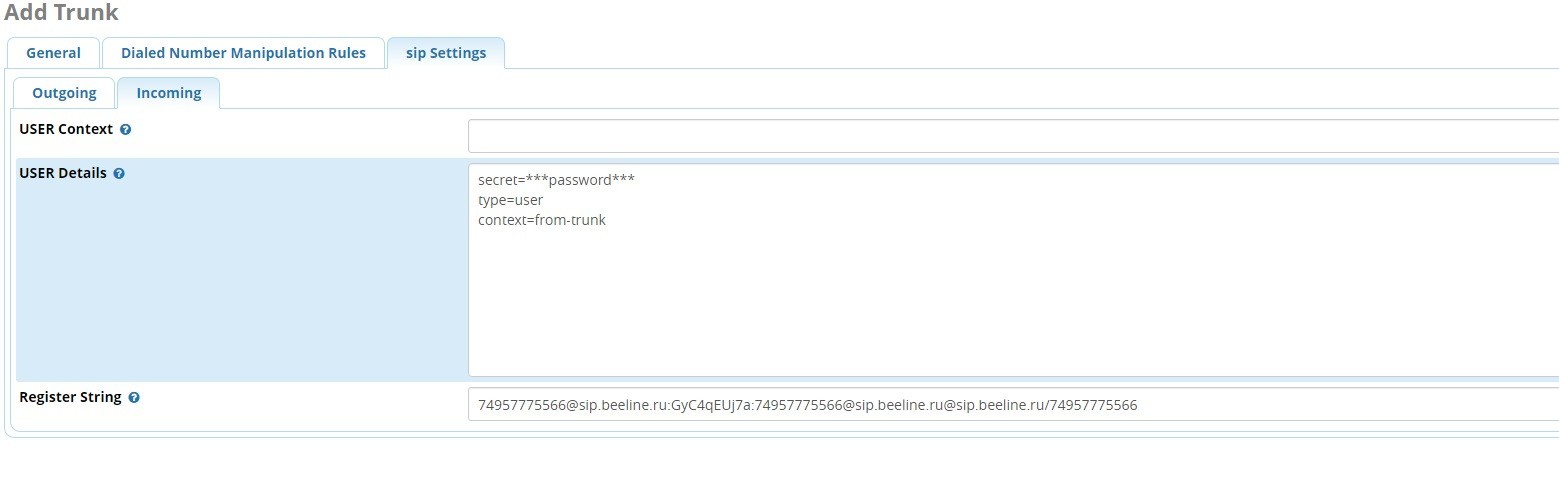 Add Trunk
General
Dialed Number Manipulation Rules
sip Settings
Outgoing
Incoming
USER Context
USER Details
secret=***password***
type=user
context=from-trunk
Register String
74957775566@sip.beeline.ru:GyC4qEUj7a:74957775566@sip.beeline.ru@sip.beeline.ru/74957775566